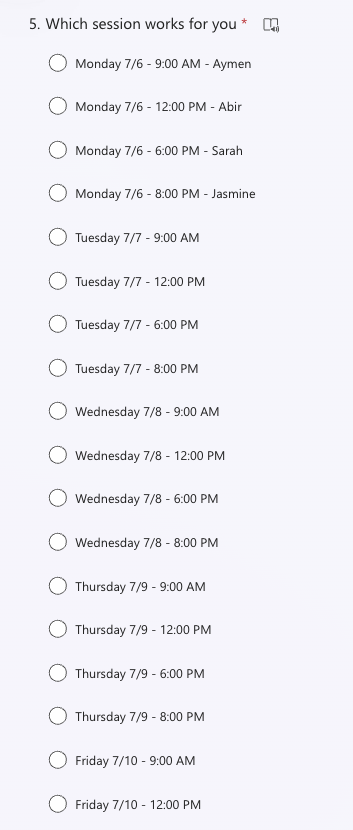 5. Which session works for you *
Monday 7/6 - 9:00 AM - Aymen
Monday 7/6 - 12:00 PM - Abir
Monday 7/6 - 6:00 PM - Sarah
Monday 7/6 - 8:00 PM - Jasmine
Tuesday 7/7 - 9:00 AM
Tuesday 7/7 - 12:00 PM
Tuesday 7/7 - 6:00 PM
Tuesday 7/7 - 8:00 PM
Wednesday 7/8 - 9:00 AM
Wednesday 7/8 - 12:00 PM
Wednesday 7/8 - 6:00 PM
Wednesday 7/8 - 8:00 PM
Thursday 7/9 - 9:00 AM
Thursday 7/9 - 12:00 PM
Thursday 7/9 - 6:00 PM
Thursday 7/9 - 8:00 PM
Friday 7/10 - 9:00 AM
Friday 7/10 - 12:00 PM